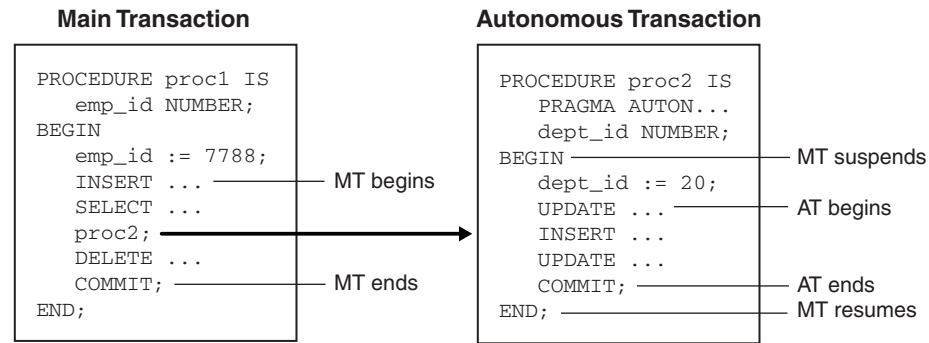 Main Transaction
PROCEDURE proc1 IS
emp_id NUMBER;
BEGIN
emp_id := 7788;
INSERT ...
MT begins
SELECT ...
proc2;
DELETE ...
COMMIT;
MT ends
END;
Autonomous Transaction
PROCEDURE proc2 IS
PRAGMA AUTON...
dept_id NUMBER;
BEGIN
MT suspends
dept_id := 20;
UPDATE ...
AT begins
INSERT ...
UPDATE ...
COMMIT;
AT ends
END;
MT resumes